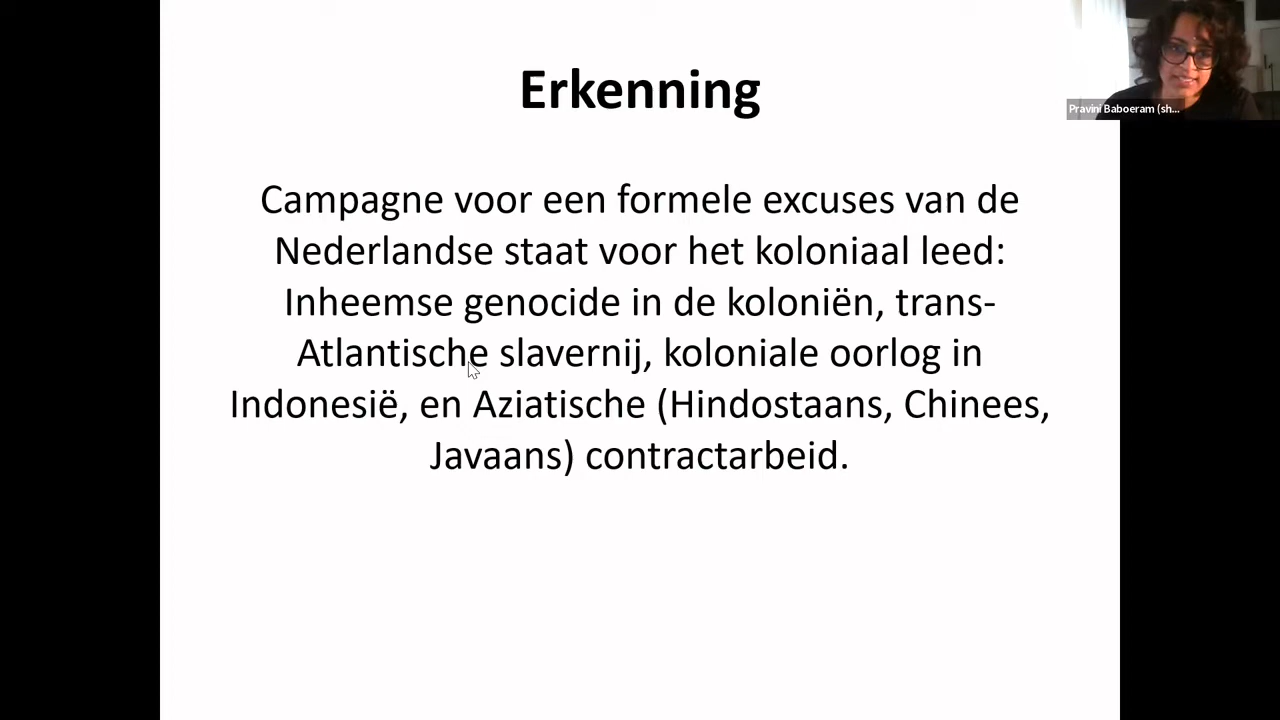 Erkenning
Pravini Baboeram (sh...
Campagne voor een formele excuses van de
Nederlandse staat voor het koloniaal leed:
Inheemse genocide in de koloniën, trans-
Atlantische slavernij, koloniale oorlog in
Indonesië, en Aziatische (Hindostaans, Chinees,
Javaans) contractarbeid.